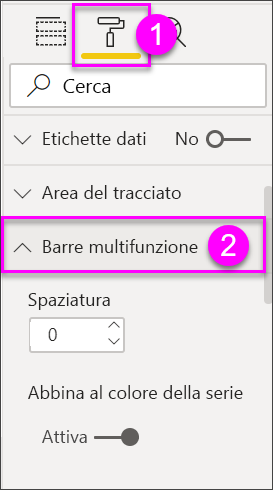 1
Cerca
Etichette dati No
Area del tracciato
Barre multifunzione 2
Spaziatura
0
Abbina al colore della serie
Attiva